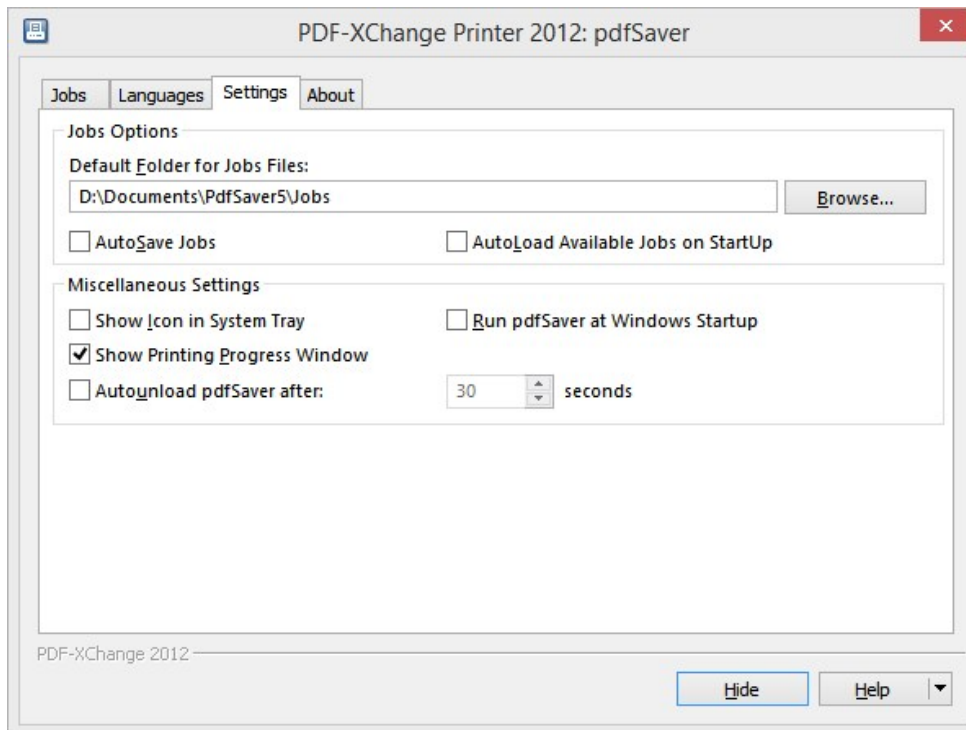 PDF-XChange Printer 2012: pdfSaver
Jobs Languages Settings About
Jobs Options
Default Folder for Jobs Files:
D:\Documents\PdfSaver5\Jobs Browse...
AutoSave Jobs AutoLoad Available Jobs on StartUp
Miscellaneous Settings
Show Icon in System Tray Run pdfSaver at Windows Startup
Show Printing Progress Window
Autounload pdfSaver after: 30 seconds
PDF-XChange 2012
Hide Help